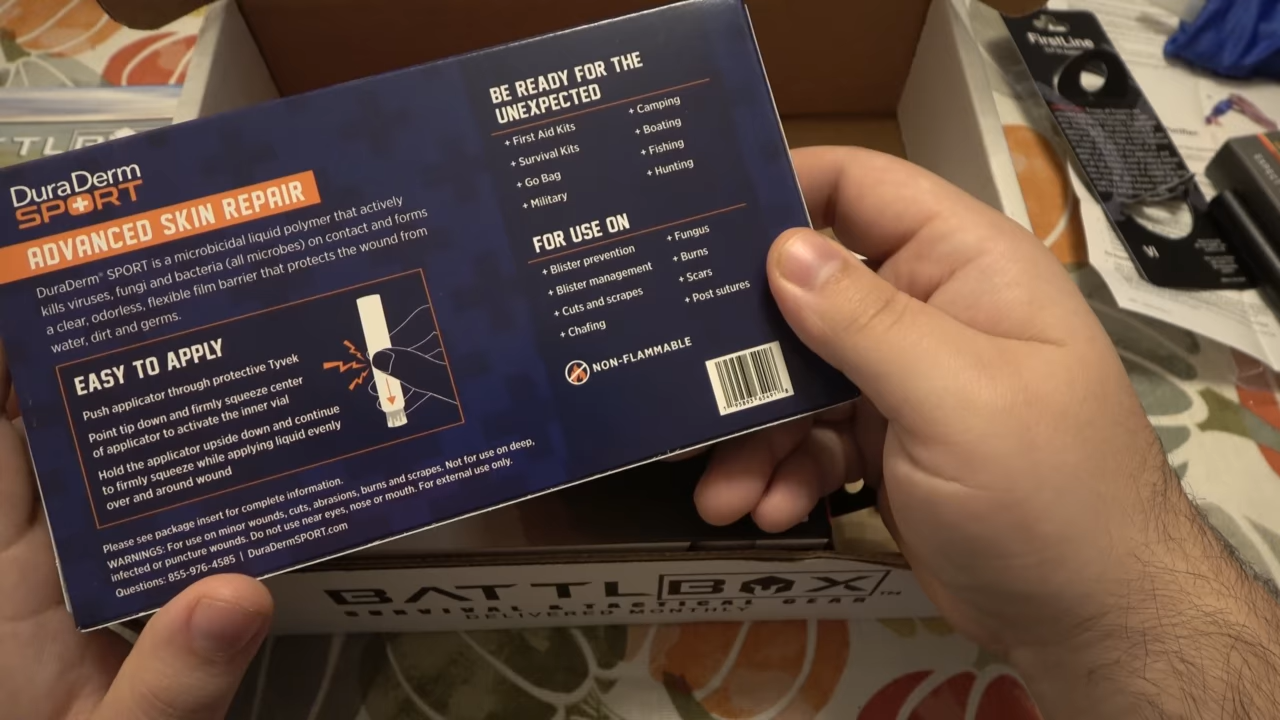 DuraDerm
SPORT
ADVANCED SKIN REPAIR
DuraDerm® SPORT is a microbicidal liquid polymer that actively
kills viruses, fungi and bacteria (all microbes) on contact and forms
a clear, odorless, flexible film barrier that protects the wound from
water, dirt and germs.
EASY TO APPLY
Push applicator through protective Tyvek
Point tip down and firmly squeeze center
of applicator to activate the inner vial
Hold the applicator upside down and continue
to firmly squeeze while applying liquid evenly
over and around wound
Please see package insert for complete information.
WARNINGS: For use on minor wounds, cuts, abrasions, burns and scrapes. Not for use on deep,
infected or puncture wounds. Do not use near eyes, nose or mouth. For external use only.
Questions: 855-976-4585 | DuraDermSPORT.com
BE READY FOR THE
UNEXPECTED
+ First Aid Kits
+ Survival Kits
+ Go Bag
+ Military
+ Camping
+ Boating
+ Fishing
+ Hunting
FOR USE ON
+ Blister prevention
+ Blister management
+ Cuts and scrapes
+ Chafing
+ Fungus
+ Burns
+ Scars
+ Post sutures
NON-FLAMMABLE
FirstLine
VI
BATTLBOX™
SURVIVAL & TACTICAL GEAR
DELIVERED MONTHLY